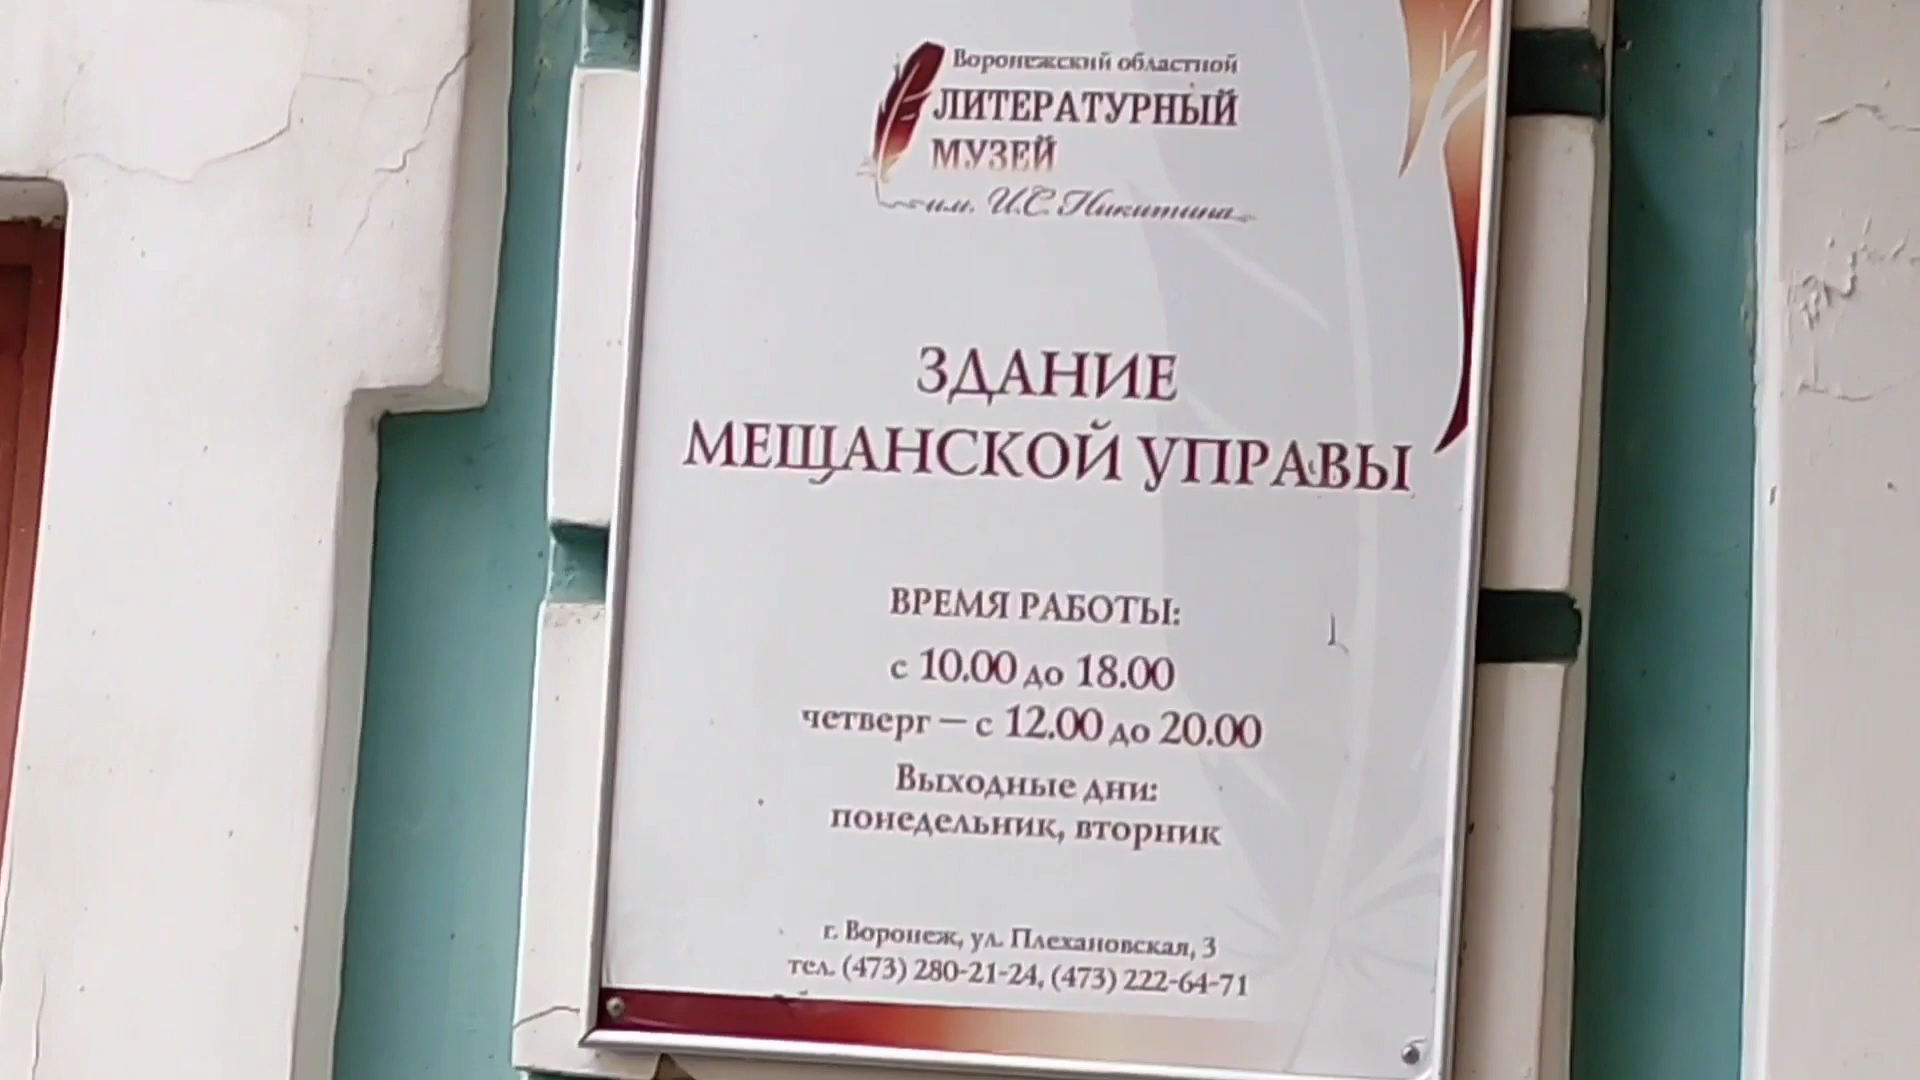 Воронежский областной
ЛИТЕРАТУРНЫЙ
МУЗЕЙ
им. И.С. Никитина
ЗДАНИЕ
МЕЩАНСКОЙ УПРАВЫ
ВРЕМЯ РАБОТЫ:
с 10.00 до 18.00
четверг – с 12.00 до 20.00
Выходные дни:
понедельник, вторник
г. Воронеж, ул. Плехановская, 3
тел. (473) 280-21-24, (473) 222-64-71